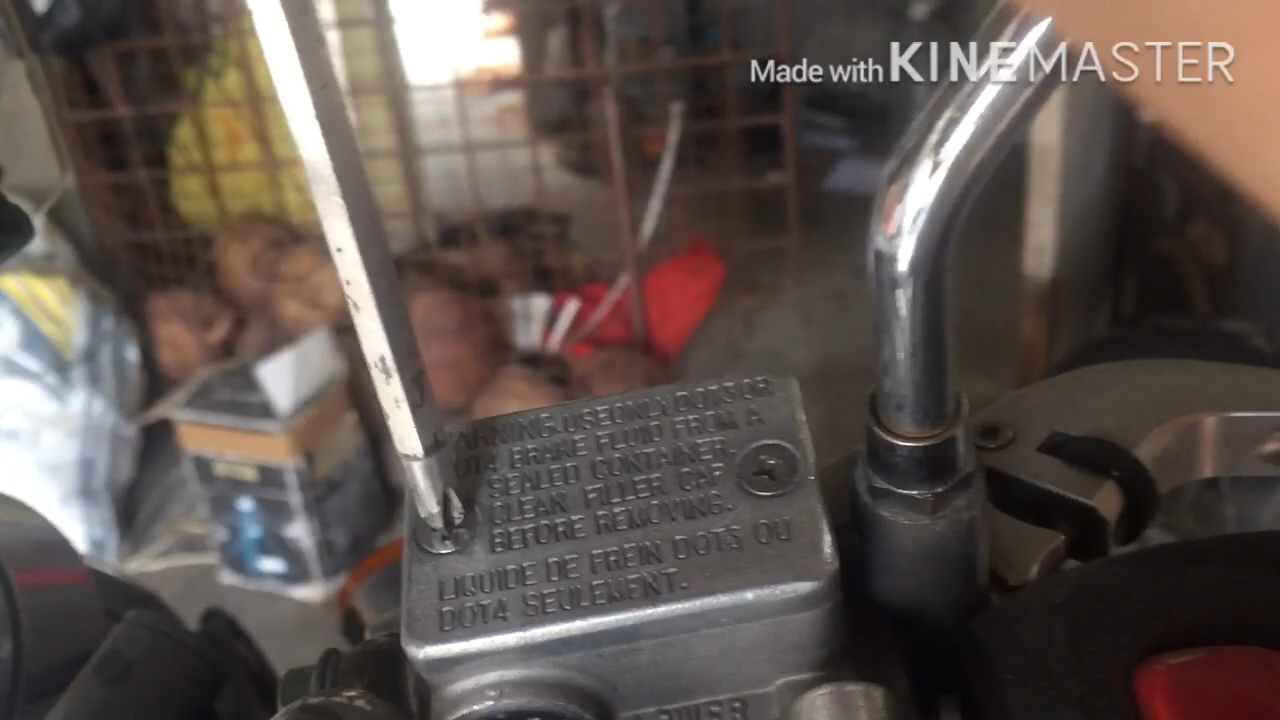 Made with KINEMASTER
ARNING.USE ONLY DOT3 OR
DOT4 BRAKE FLUID FROM A
SEALED CONTAINER.
CLEAN FILLER CAP
BEFORE REMOVING.
LIQUIDE DE FREIN DOT3 OU
DOT4 SEULEMENT.